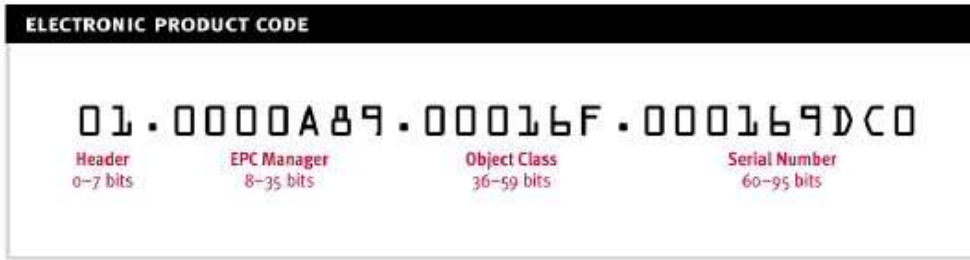 ELECTRONIC PRODUCT CODE
01.0000A89.00016F.000169DC0
Header EPC Manager Object Class Serial Number
0–7 bits 8–35 bits 36–59 bits 60–95 bits